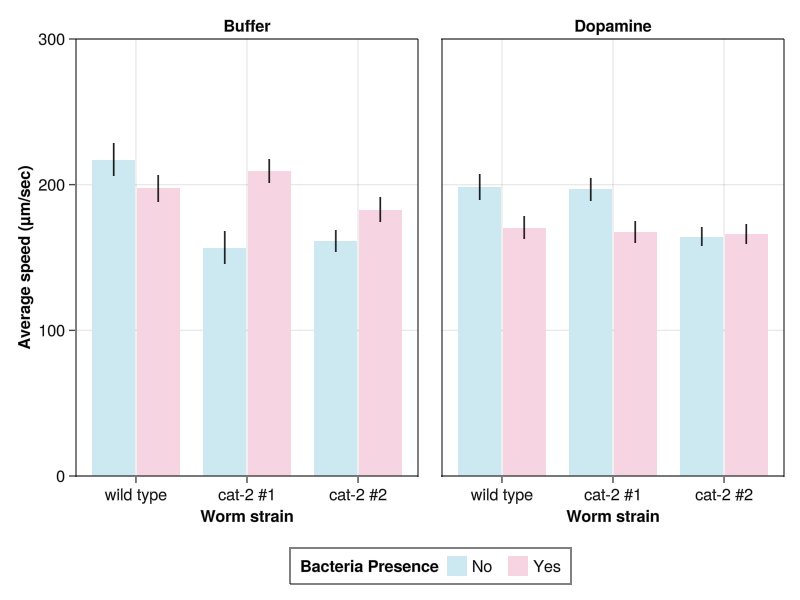 Buffer
Dopamine
Average speed (µm/sec)
300
200
100
0
wild type
cat-2 #1
cat-2 #2
wild type
cat-2 #1
cat-2 #2
Worm strain
Worm strain
Bacteria Presence No Yes